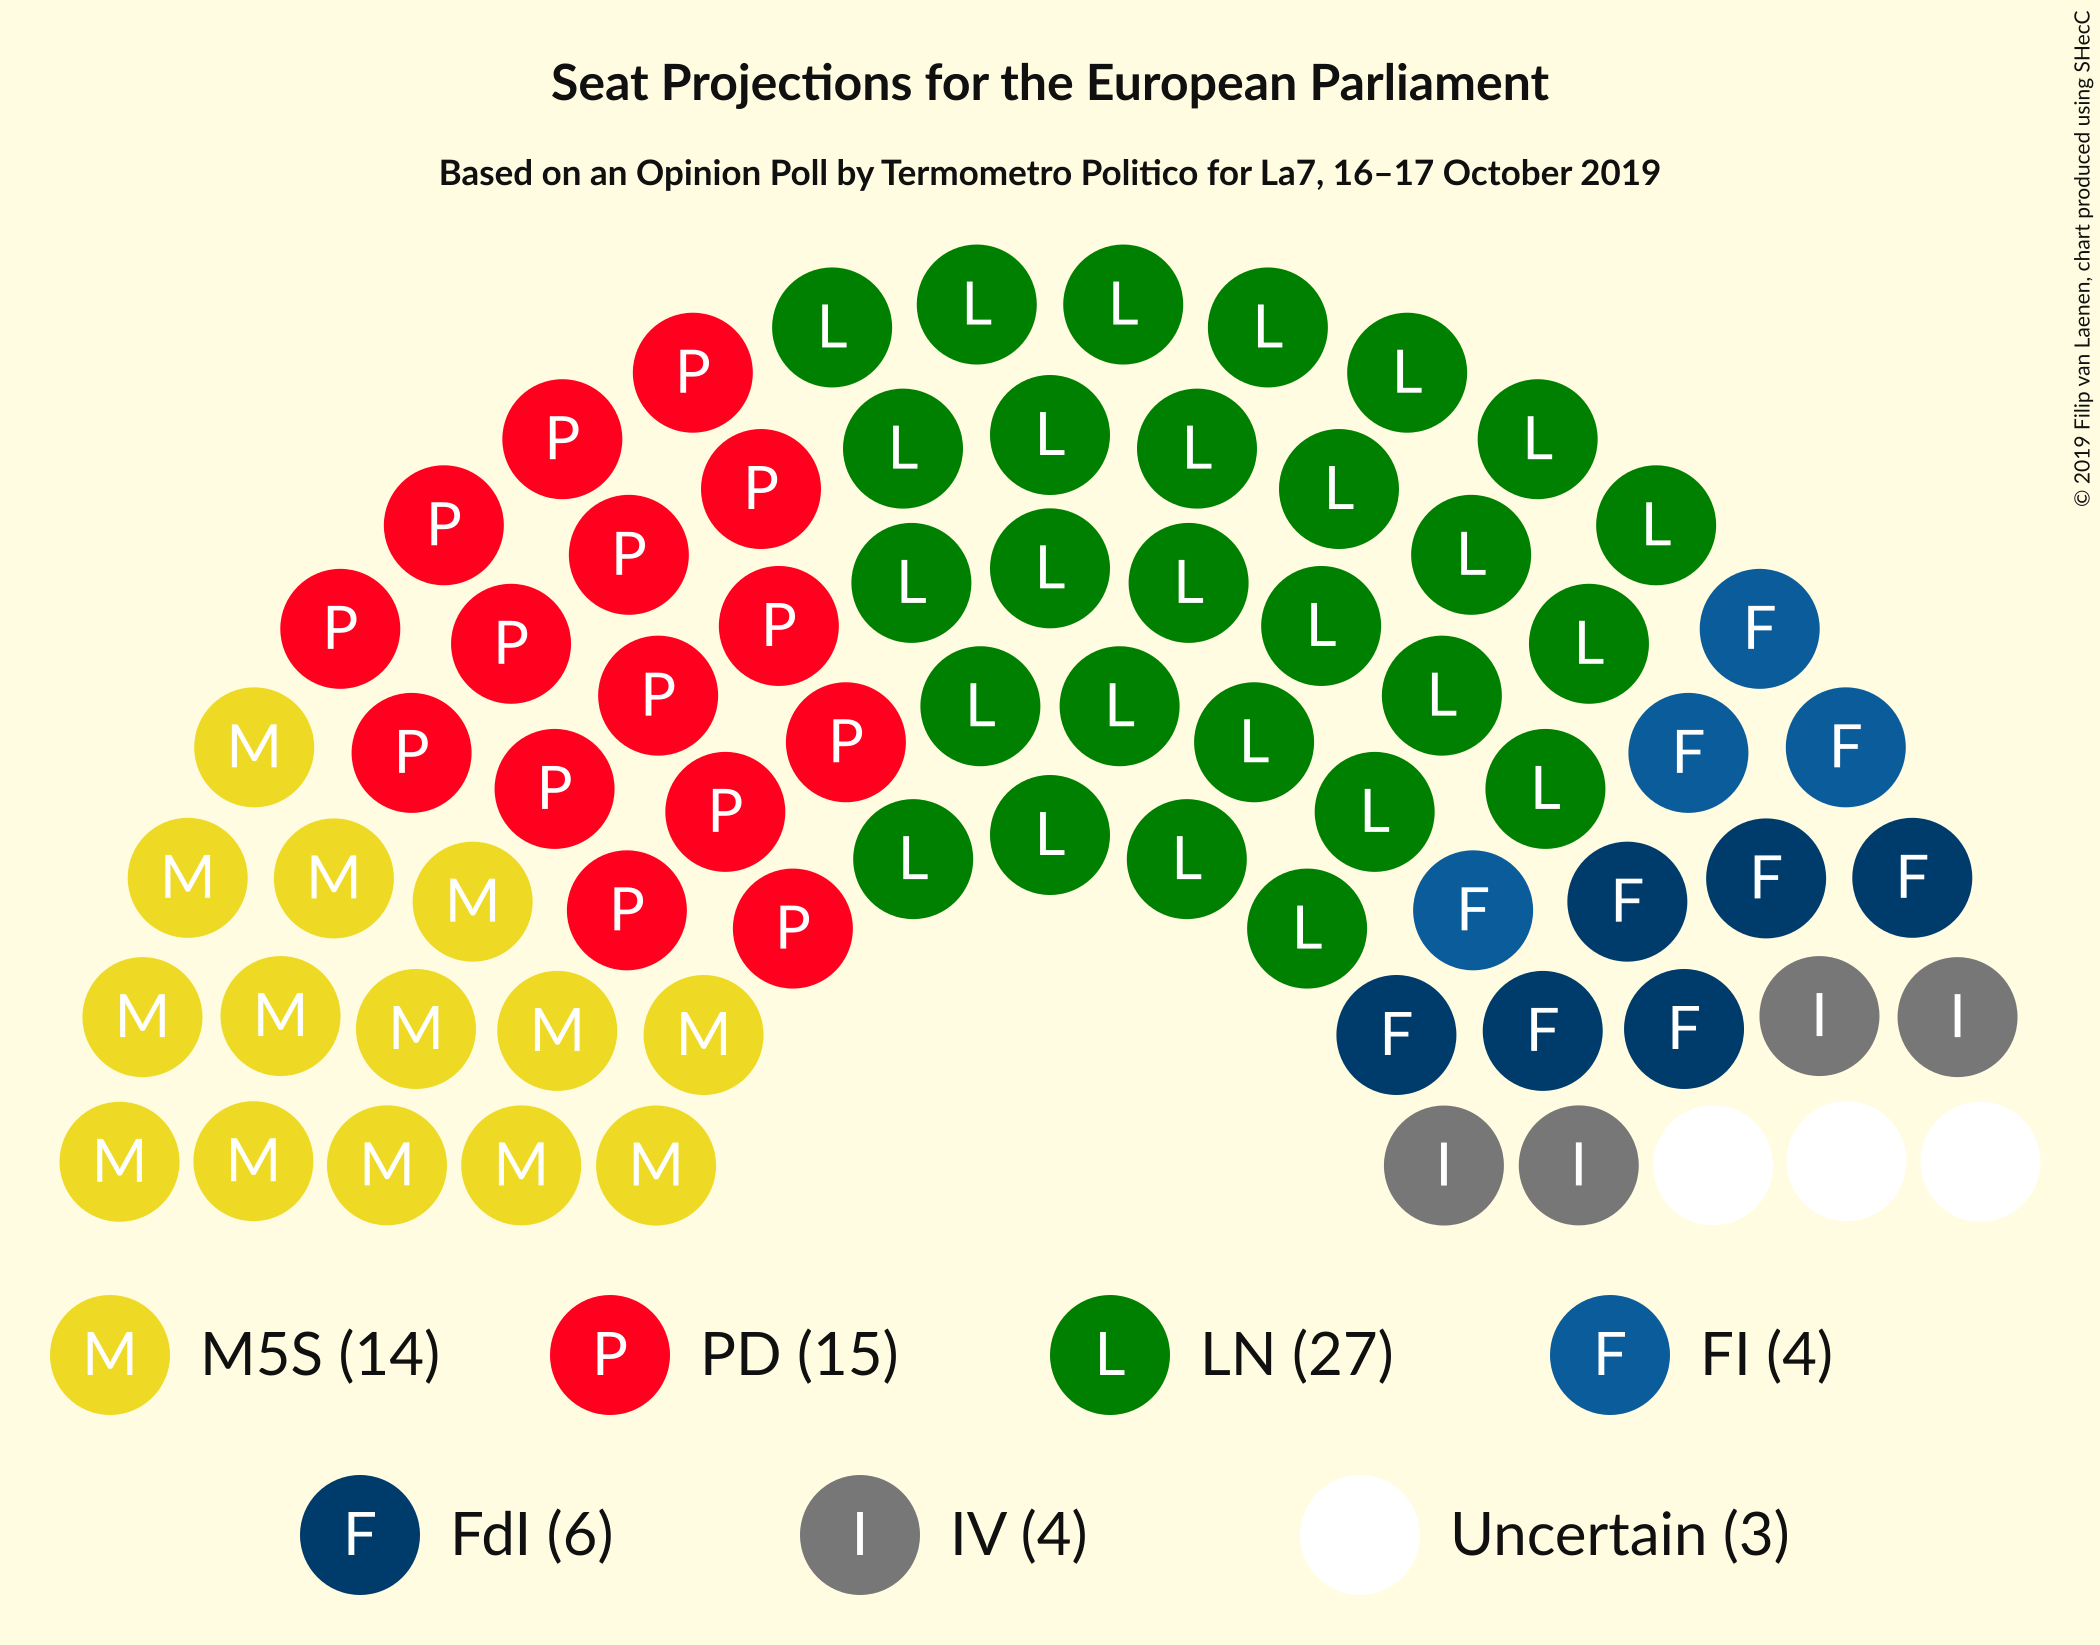 Seat Projections for the European Parliament
Based on an Opinion Poll by Termometro Politico for La7, 16–17 October 2019
© 2019 Filip van Laenen, chart produced using SHecC
L L
L L
P L
L L L
P L
P L
P L
P L
L L L
P L
P L
P L
P F
P L
L L
P L
M F
P F
P L
P L
L
L L
M M F F
M L F
P F
P L
M M I I
M M F F
M F
M M
M M M I I
M M5S (14) P PD (15) L LN (27) F FI (4)
F FdI (6) I IV (4) Uncertain (3)